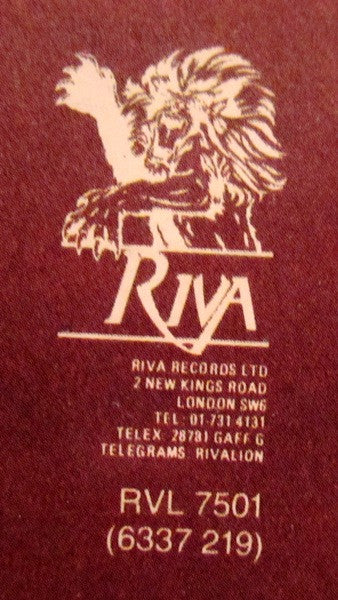 RIVA
RIVA RECORDS LTD
2 NEW KINGS ROAD
LONDON SW6
TEL: 01-731 4131
TELEX: 28781 GAFF G
TELEGRAMS: RIVALION
RVL 7501
(6337 219)